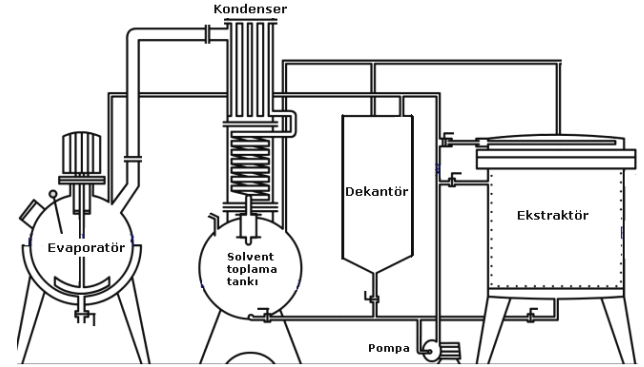 Kondenser
Dekantör
Ekstraktör
Evaporatör
Solvent
toplama
tankı
Pompa